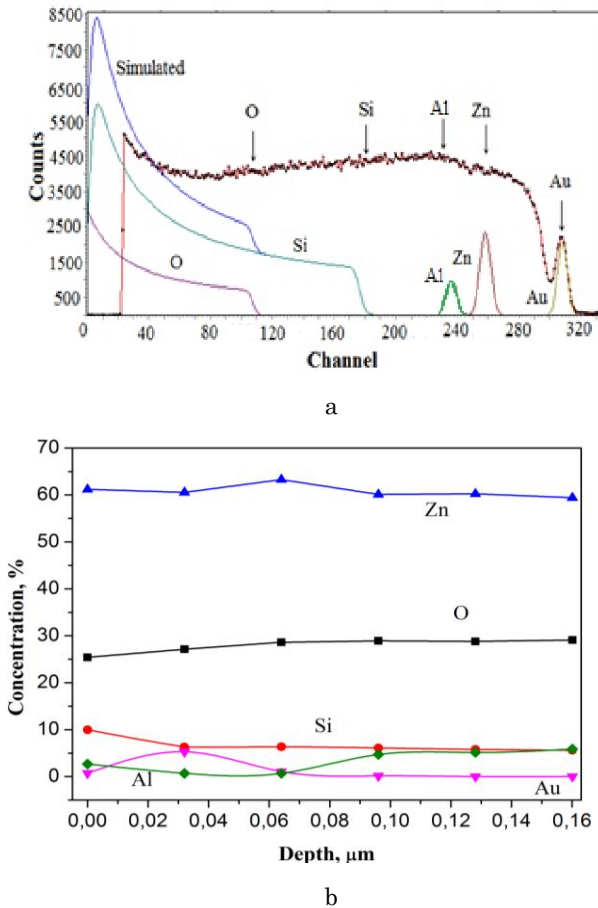 8500
7500
6500
5500
4500
3500
2500
1500
500
Counts
Simulated
O
Si
Al
Zn
Au
Si
O
Al
Zn
Au
0
40
80
120
160
200
240
280
320
Channel
a
70
60
50
40
30
20
10
0
Concentration, %
Zn
O
Si
Al
Au
0,00
0,02
0,04
0,06
0,08
0,10
0,12
0,14
0,16
Depth, μm
b